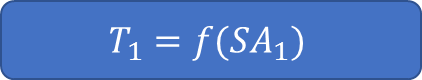 T₁ = f(SA₁)